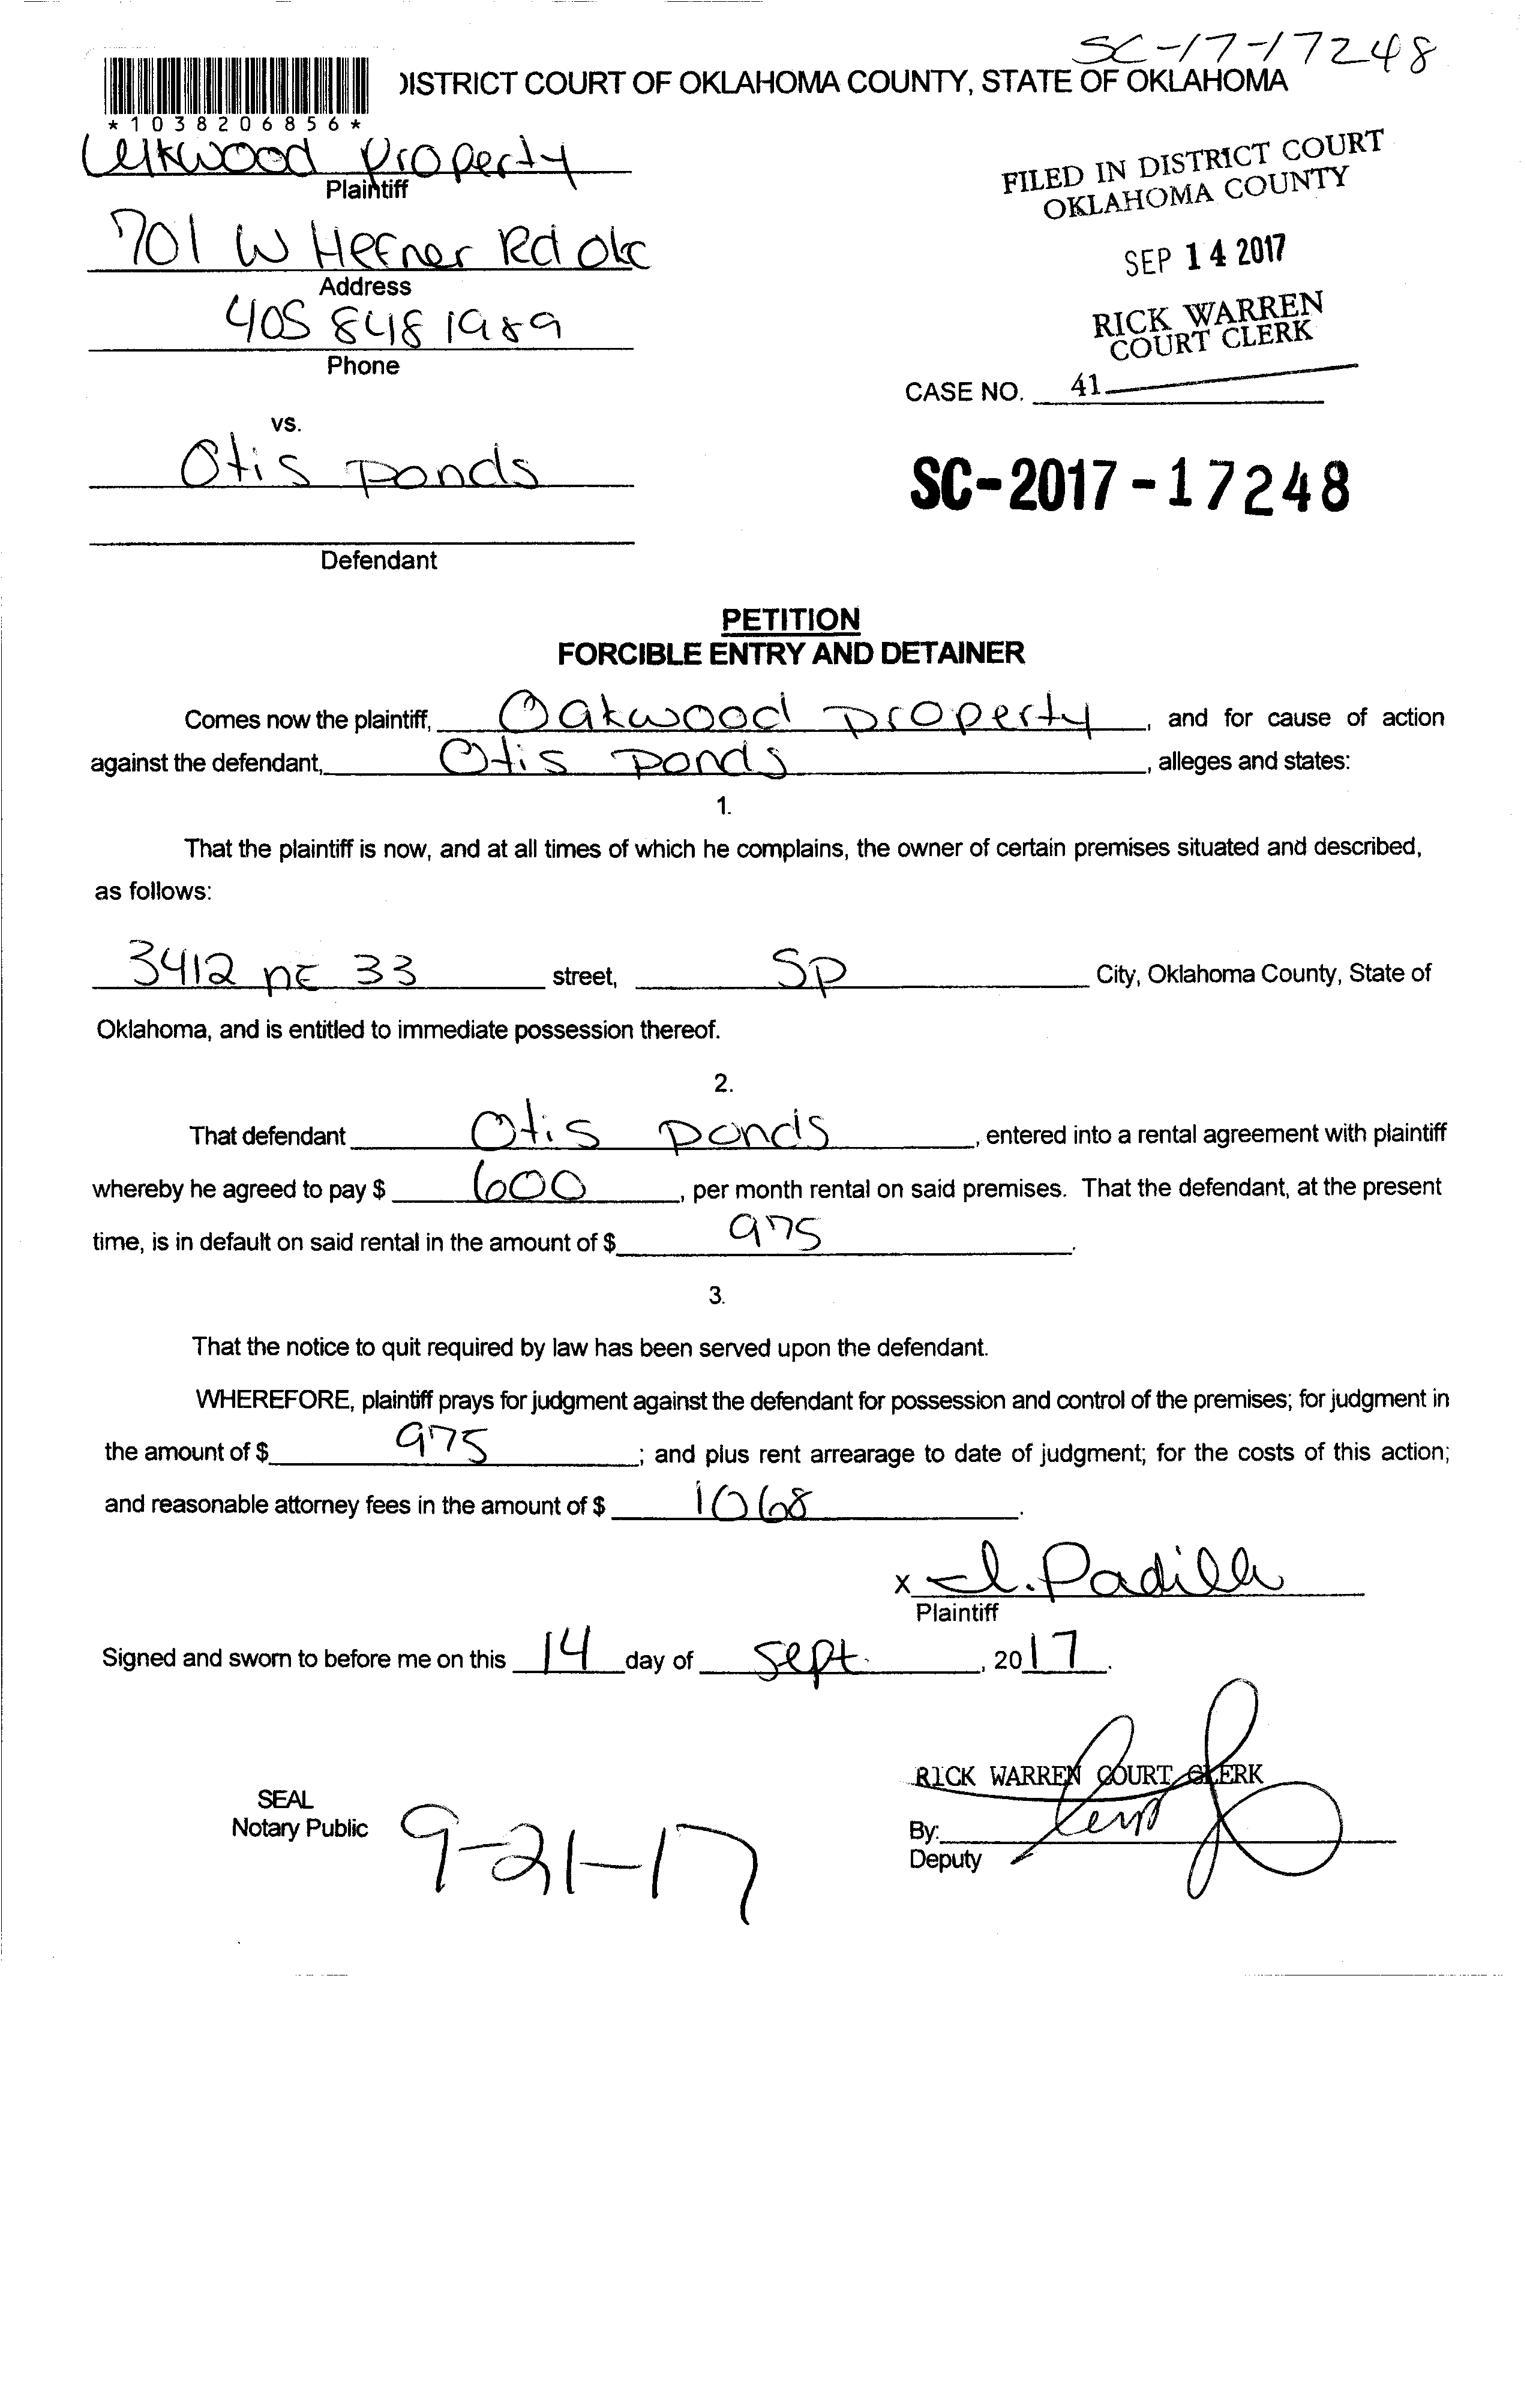 SC-17-17248
DISTRICT COURT OF OKLAHOMA COUNTY, STATE OF OKLAHOMA
*1038206856*
Property
Plaintiff
FILED IN DISTRICT COURT
OKLAHOMA COUNTY
701 W Hefner Rd okc
Address
SEP 14 2017
405 848 1989
Phone
RICK WARREN
COURT CLERK
CASE NO. 41
vs.
Otis ponds
SC-2017-17248
Defendant
PETITION
FORCIBLE ENTRY AND DETAINER
Comes now the plaintiff, Oakwood property, and for cause of action
against the defendant, Otis ponds, alleges and states:
1.
That the plaintiff is now, and at all times of which he complains, the owner of certain premises situated and described,
as follows:
3412 NE 33 street, Sp City, Oklahoma County, State of
Oklahoma, and is entitled to immediate possession thereof.
2.
That defendant Otis ponds, entered into a rental agreement with plaintiff
whereby he agreed to pay $ 600, per month rental on said premises. That the defendant, at the present
time, is in default on said rental in the amount of $ 975.
3.
That the notice to quit required by law has been served upon the defendant.
WHEREFORE, plaintiff prays for judgment against the defendant for possession and control of the premises; for judgment in
the amount of $ 975; and plus rent arrearage to date of judgment; for the costs of this action;
and reasonable attorney fees in the amount of $ 1068.
x I. Padilla
Plaintiff
Signed and sworn to before me on this 14 day of Sept., 2017.
RICK WARREN COURT CLERK
SEAL
Notary Public
9-21-17
By:
Deputy